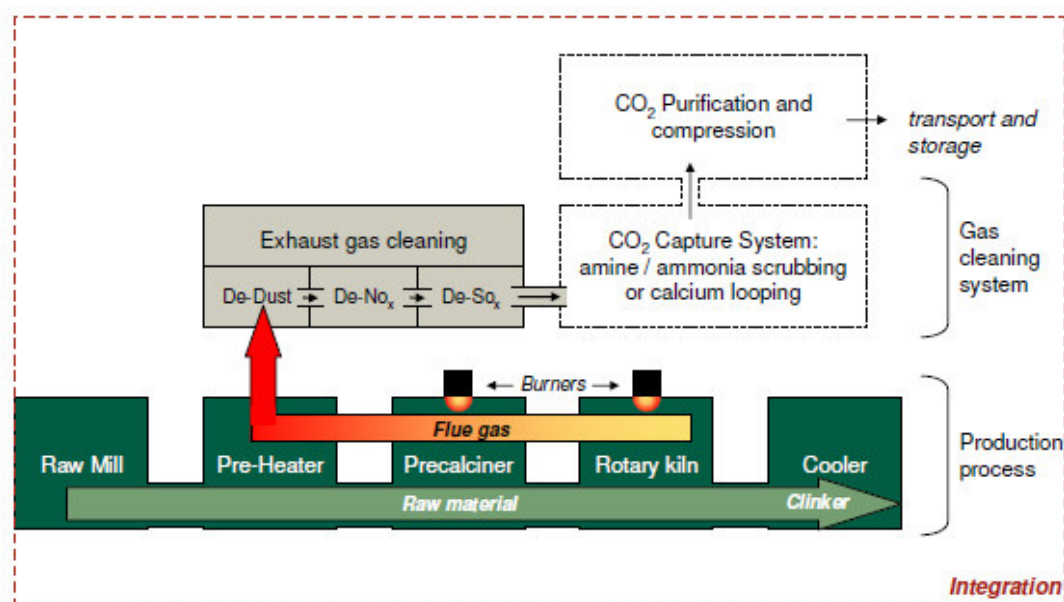 CO₂ Purification and
compression
transport and
storage
Exhaust gas cleaning
De-Dust
De-Noₓ
De-Soₓ
CO₂ Capture System:
amine / ammonia scrubbing
or calcium looping
Gas
cleaning
system
Burners
Flue gas
Raw Mill
Pre-Heater
Precalciner
Rotary kiln
Cooler
Production
process
Raw material
Clinker
Integration